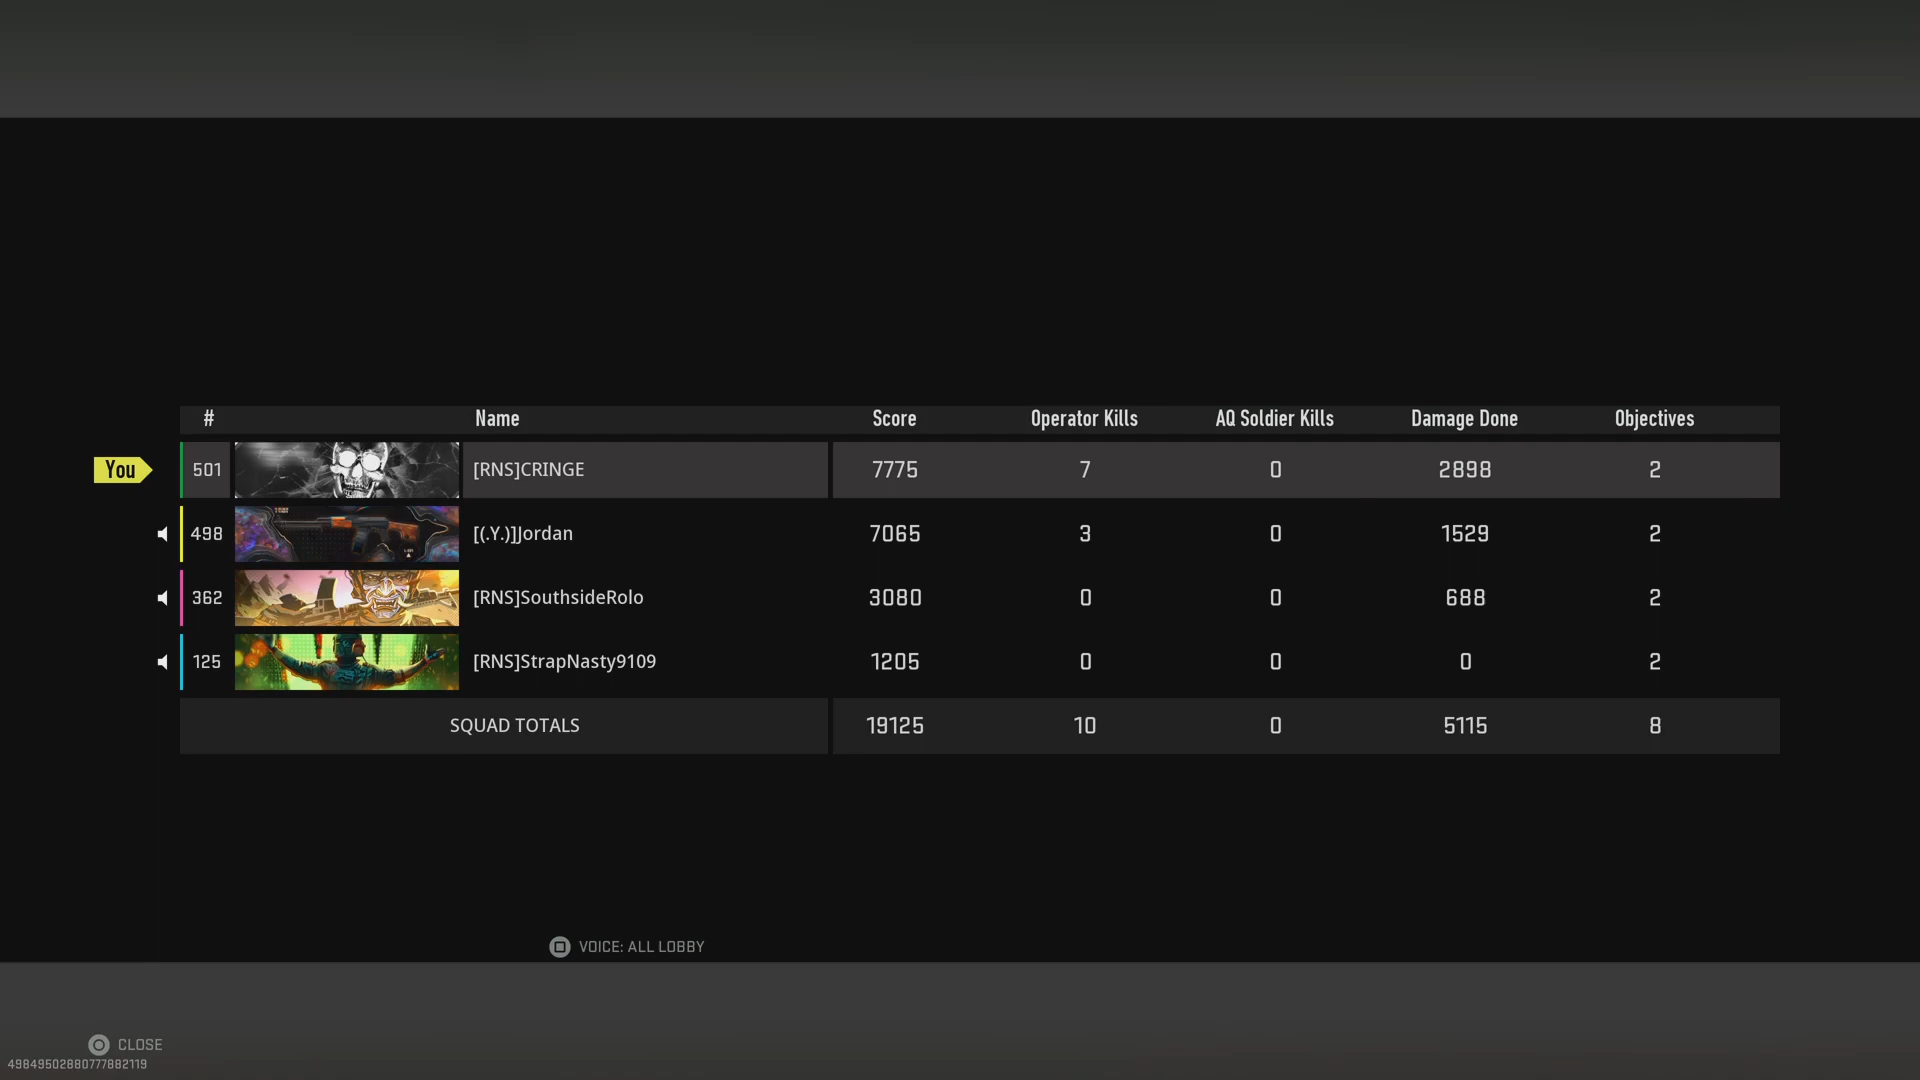 # Name Score Operator Kills AQ Soldier Kills Damage Done Objectives
You 501 [RNS]CRINGE 7775 7 0 2898 2
498 [(.Y.)]Jordan 7065 3 0 1529 2
362 [RNS]SouthsideRolo 3080 0 0 688 2
125 [RNS]StrapNasty9109 1205 0 0 0 2
SQUAD TOTALS 19125 10 0 5115 8
VOICE: ALL LOBBY
CLOSE
49849502880777882119